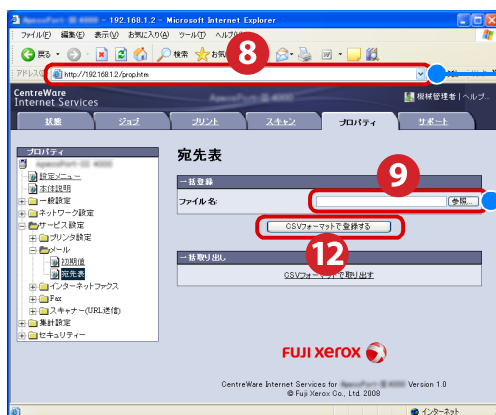 - 192.168.1.2 - Microsoft Internet Explorer
ファイル(F) 編集(E) 表示(V) お気に入り(A) ツール(T)
戻る 検索
8
http://192.168.1.2/prop.htm
CentreWare
Internet Services
機械管理者 | ヘルプ..
状態 ジョブ プリント スキャン プロパティ サポート
プロパティ
設定メニュー
本体説明
一般設定
ネットワーク設定
サービス設定
プリンタ設定
メール
初期値
宛先表
インターネットファクス
Fax
スキャナー(URL送信)
集計設定
セキュリティー
宛先表
一括登録
9
ファイル名:
参照...
CSVフォーマットで登録する
12
一括取り出し
CSVフォーマットで取り出す
FUJI XEROX
CentreWare Internet Services for
Version 1.0
© Fuji Xerox Co., Ltd. 2008
インターネット